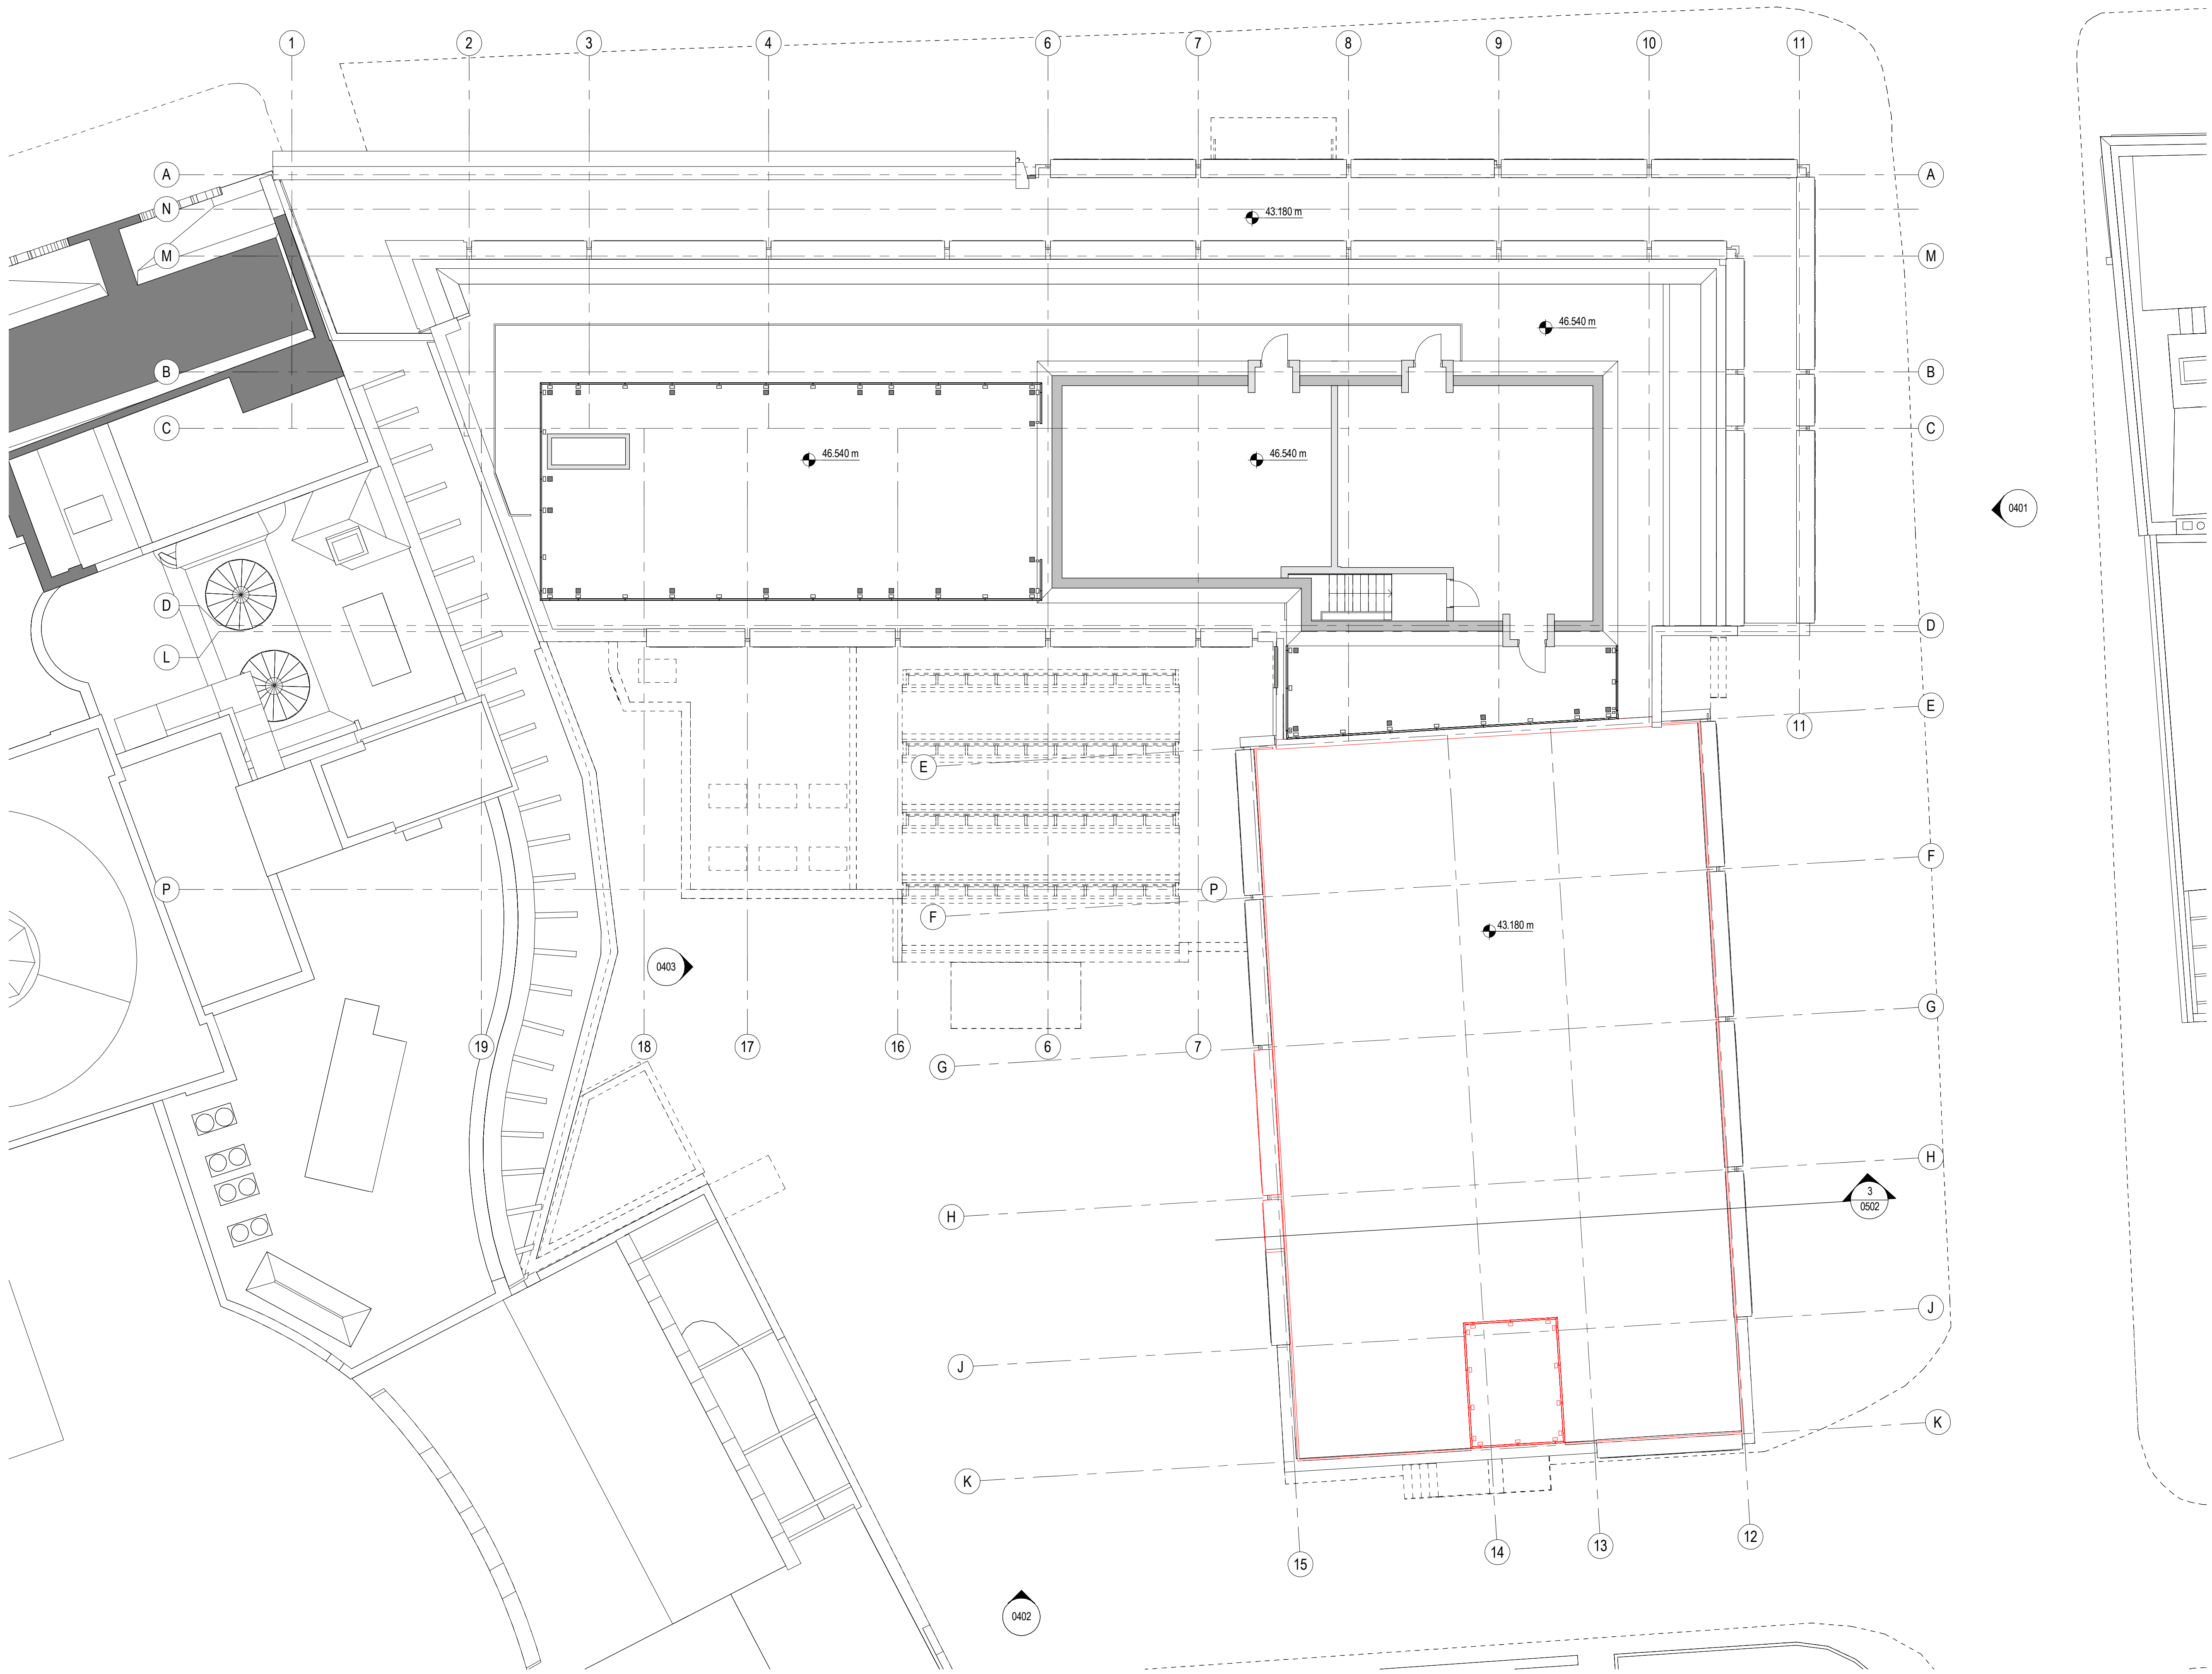 1 2 3 4 6 7 8 9 10 11
A A
N
43.180 m
M M
46.540 m
B B
C C
46.540 m 46.540 m
0401
D D
L
E
11
E
F
P P
F
43.180 m
0403
G
19 18 17 16 6 7
G
H
3
0502
H
J
J
K
K
12
13
14
15
0402